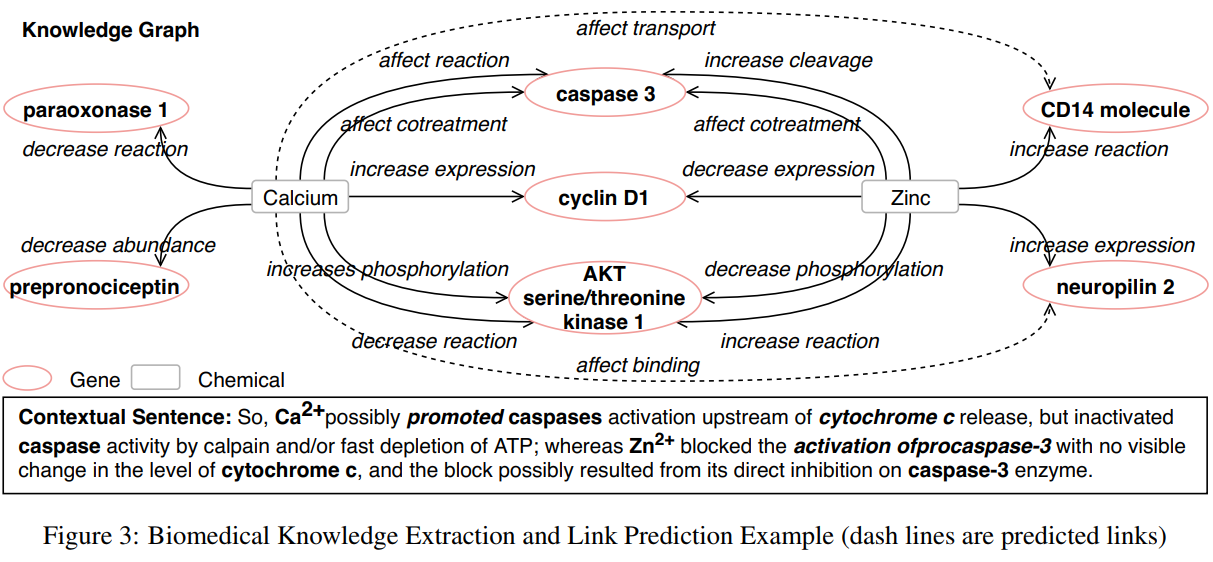 Knowledge Graph
affect transport
affect reaction
increase cleavage
paraoxonase 1
caspase 3
CD14 molecule
affect cotreatment
affect cotreatment
decrease reaction
increase reaction
increase expression
decrease expression
Calcium
cyclin D1
Zinc
decrease abundance
increase expression
increases phosphorylation
decrease phosphorylation
prepronociceptin
AKT
serine/threonine
kinase 1
neuropilin 2
decrease reaction
increase reaction
affect binding
Gene
Chemical
Contextual Sentence: So, Ca2+possibly promoted caspases activation upstream of cytochrome c release, but inactivated
caspase activity by calpain and/or fast depletion of ATP; whereas Zn2+ blocked the activation ofprocaspase-3 with no visible
change in the level of cytochrome c, and the block possibly resulted from its direct inhibition on caspase-3 enzyme.
Figure 3: Biomedical Knowledge Extraction and Link Prediction Example (dash lines are predicted links)